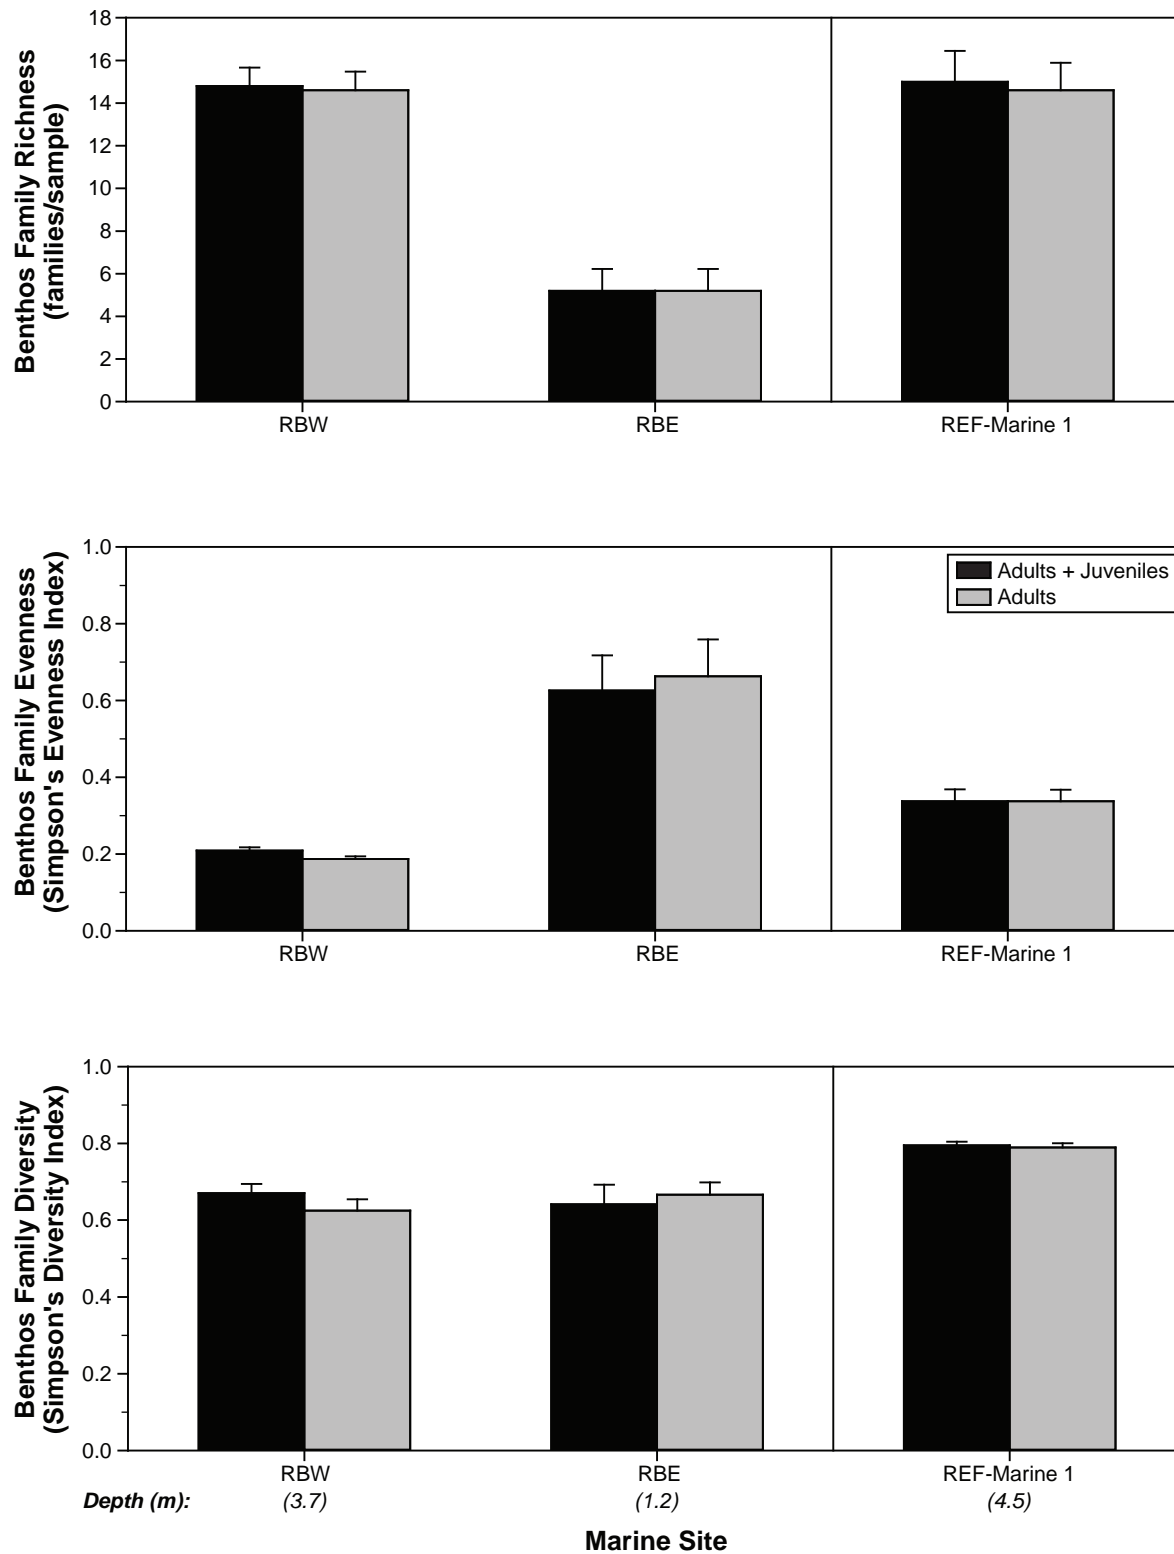 Benthos Family Richness
(families/sample)
18
16
14
12
10
8
6
4
2
0
RBW RBE REF-Marine 1
Benthos Family Evenness
(Simpson's Evenness Index)
1.0
0.8
0.6
0.4
0.2
0.0
Adults + Juveniles
Adults
RBW RBE REF-Marine 1
Benthos Family Diversity
(Simpson's Diversity Index)
1.0
0.8
0.6
0.4
0.2
0.0
RBW RBE REF-Marine 1
Depth (m): (3.7) (1.2) (4.5)
Marine Site